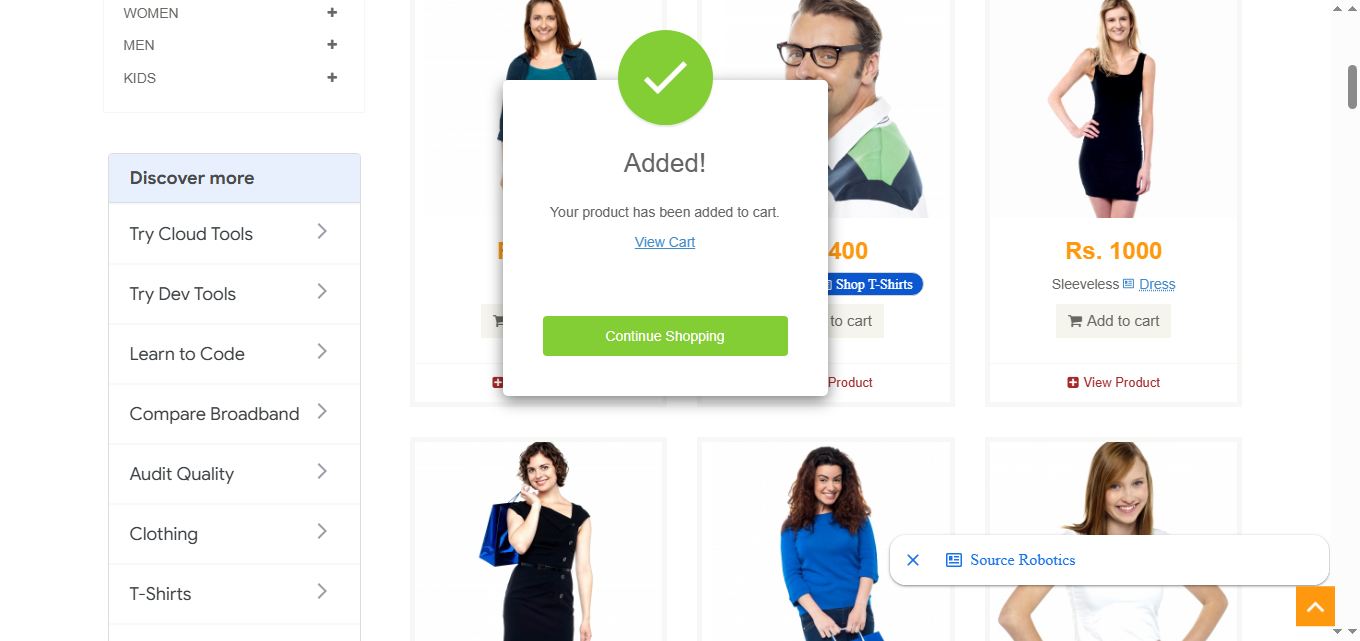 WOMEN
MEN
KIDS
Discover more
Try Cloud Tools
Try Dev Tools
Learn to Code
Compare Broadband
Audit Quality
Clothing
T-Shirts
Added!
Your product has been added to cart.
View Cart
Continue Shopping
400
Shop T-Shirts
to cart
Product
Rs. 1000
Sleeveless Dress
Add to cart
View Product
Source Robotics